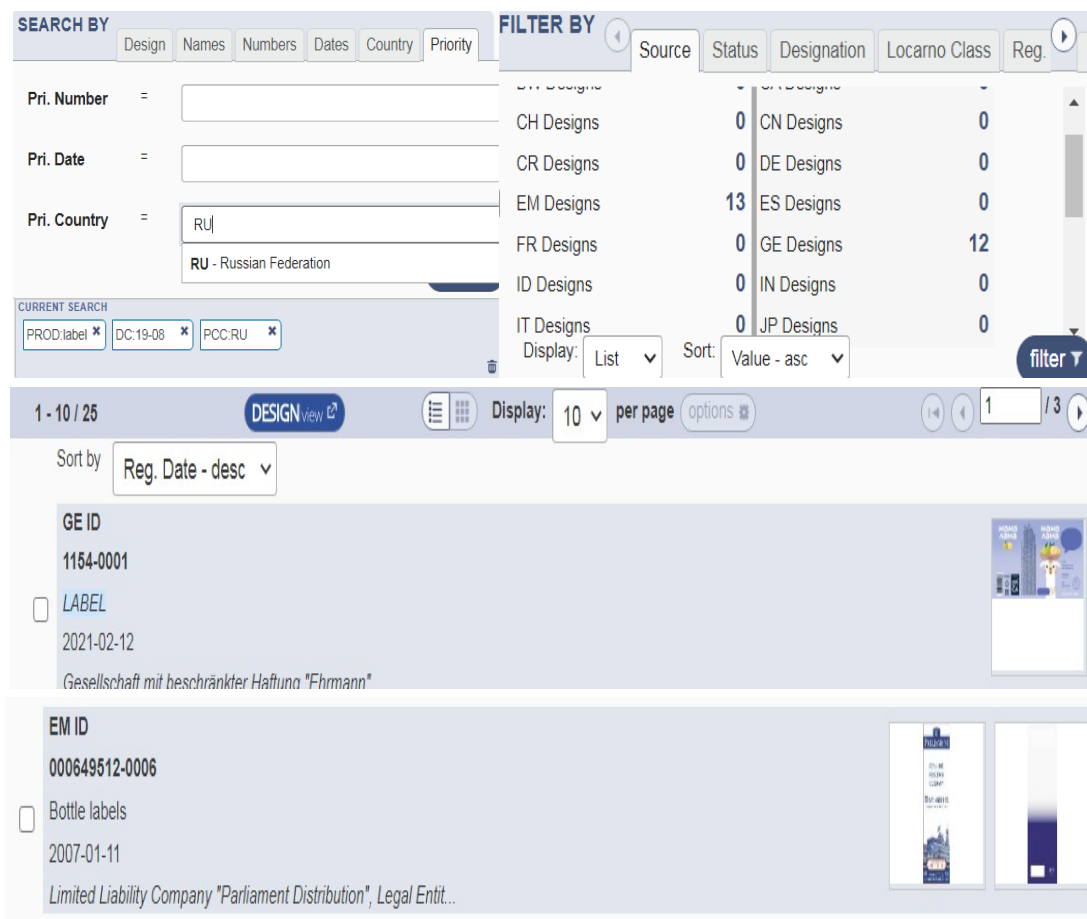 SEARCH BY
Design Names Numbers Dates Country Priority
Pri. Number =
Pri. Date =
Pri. Country = RU
RU - Russian Federation
CURRENT SEARCH
PROD:label × DC:19-08 × PCC:RU ×
FILTER BY
Source Status Designation Locarno Class Reg.
CH Designs 0 CN Designs 0
CR Designs 0 DE Designs 0
EM Designs 13 ES Designs 0
FR Designs 0 GE Designs 12
ID Designs 0 IN Designs 0
IT Designs 0 JP Designs 0
Display: List Sort: Value - asc
filter
1 - 10 / 25 DESIGNview Display: 10 per page options 1 / 3
Sort by Reg. Date - desc
GE ID
1154-0001
LABEL
2021-02-12
Gesellschaft mit beschränkter Haftung "Ehrmann"
EM ID
000649512-0006
Bottle labels
2007-01-11
Limited Liability Company "Parliament Distribution", Legal Entit...